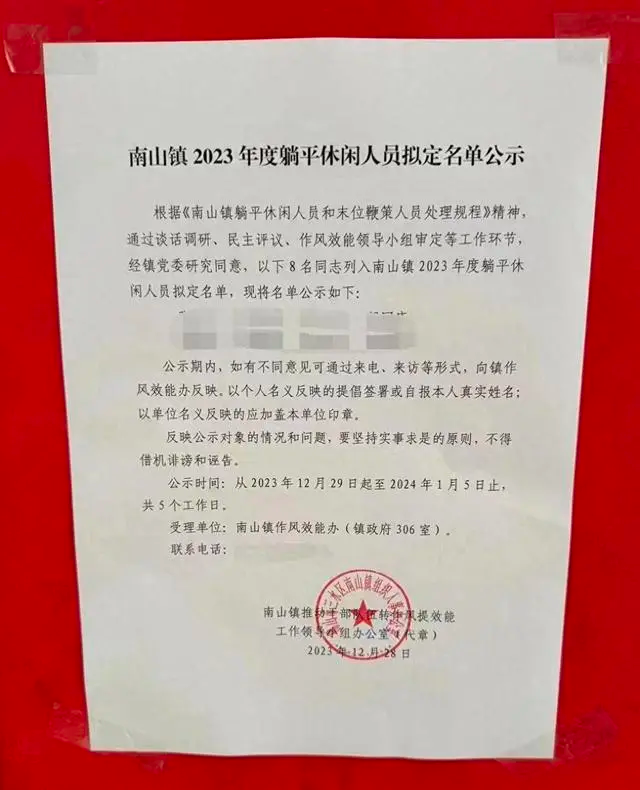 南山镇 2023 年度躺平休闲人员拟定名单公示
根据《南山镇躺平休闲人员和末位鞭策人员处理规程》精神，
通过谈话调研、民主评议、作风效能领导小组审定等工作环节，
经镇党委研究同意，以下 8 名同志列入南山镇 2023 年度躺平休
闲人员拟定名单，现将名单公示如下：
公示期内，如有不同意见可通过来电、来访等形式，向镇作
风效能办反映。以个人名义反映的提倡签署或自报本人真实姓名；
以单位名义反映的应加盖本单位印章。
反映公示对象的情况和问题，要坚持实事求是的原则，不得
借机诽谤和诬告。
公示时间：从 2023 年 12 月 29 日起至 2024 年 1 月 5 日止，
共 5 个工作日。
受理单位：南山镇作风效能办（镇政府 306 室）。
联系电话：
南山镇推动干部队伍转作风提效能
工作领导小组办公室（代章）
2023 年 12 月 28 日